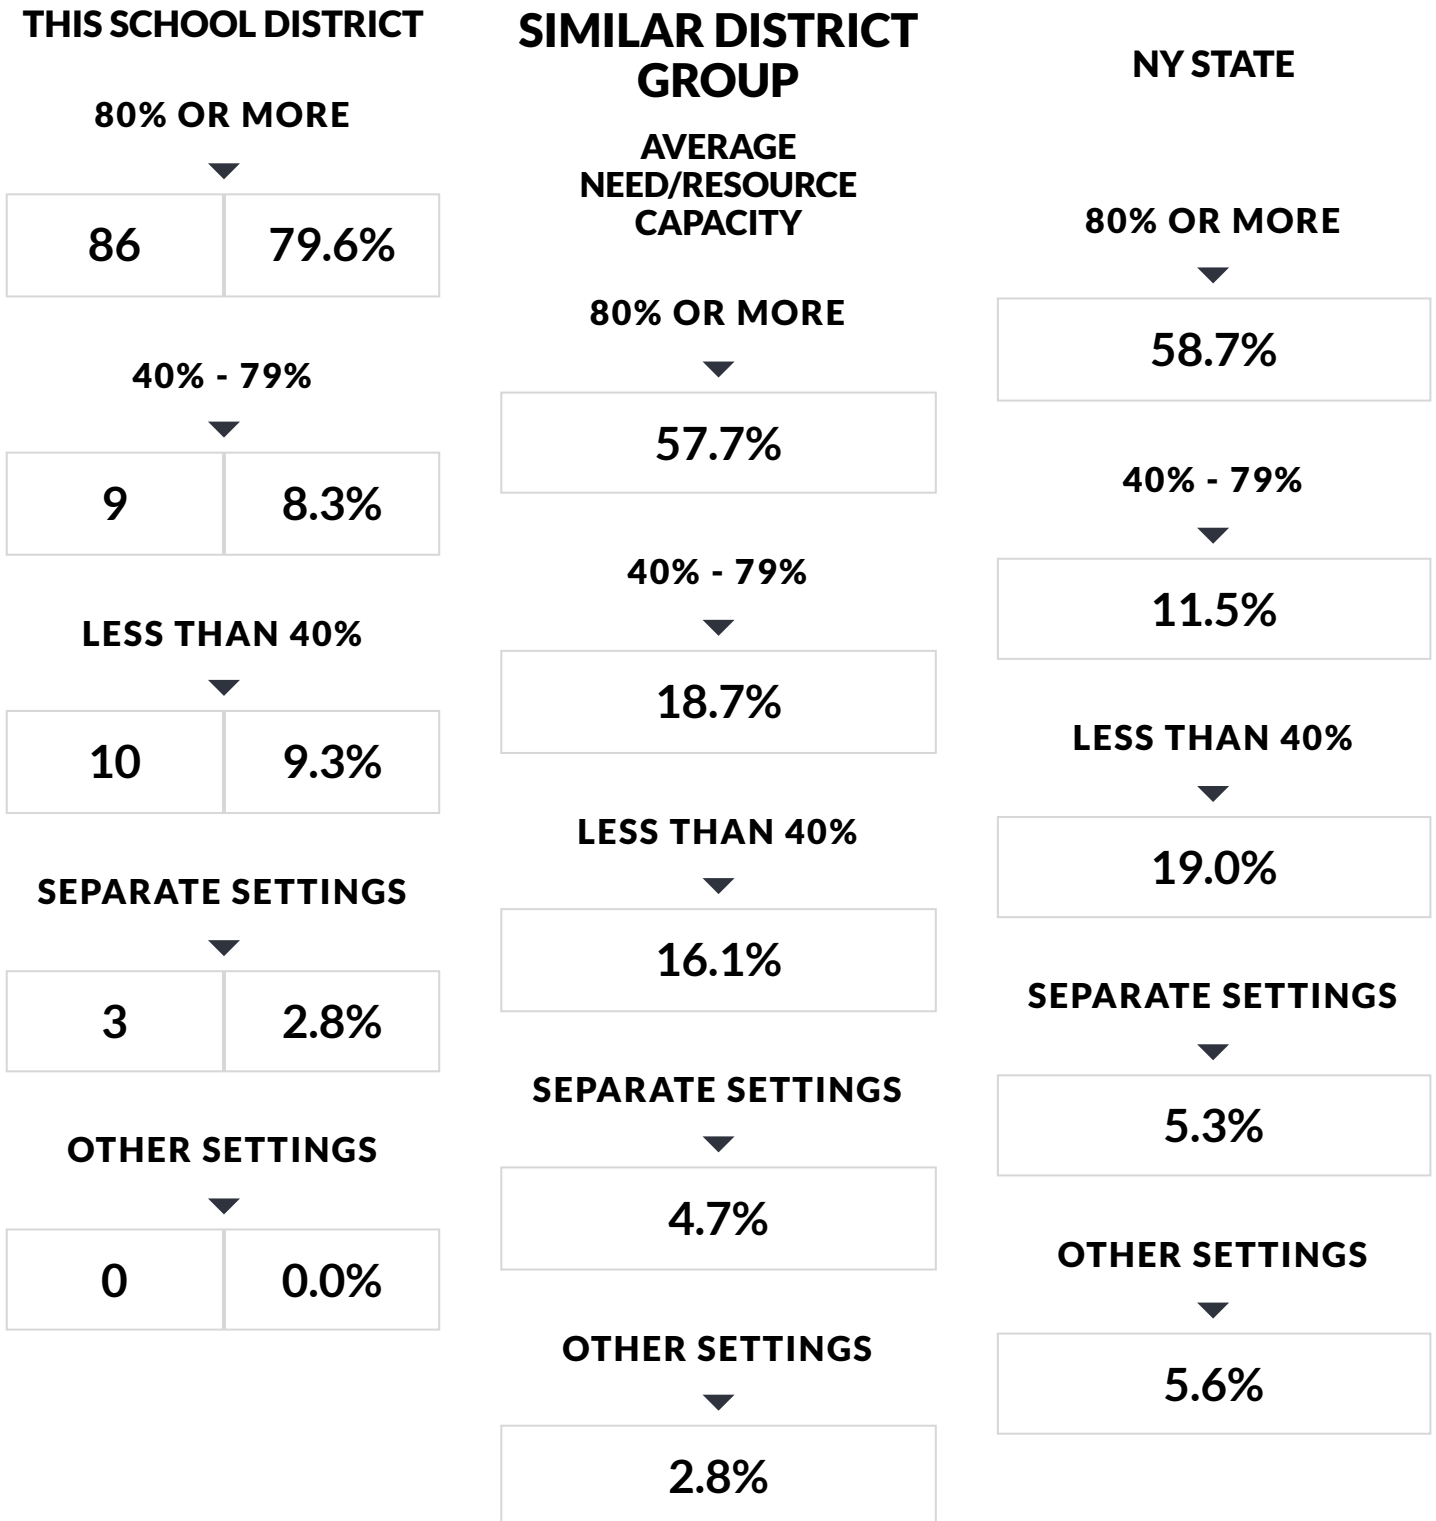 THIS SCHOOL DISTRICT
80% OR MORE
86 79.6%
40% - 79%
9 8.3%
LESS THAN 40%
10 9.3%
SEPARATE SETTINGS
3 2.8%
OTHER SETTINGS
0 0.0%
SIMILAR DISTRICT
GROUP
AVERAGE
NEED/RESOURCE
CAPACITY
80% OR MORE
57.7%
40% - 79%
18.7%
LESS THAN 40%
16.1%
SEPARATE SETTINGS
4.7%
OTHER SETTINGS
2.8%
NY STATE
80% OR MORE
58.7%
40% - 79%
11.5%
LESS THAN 40%
19.0%
SEPARATE SETTINGS
5.3%
OTHER SETTINGS
5.6%